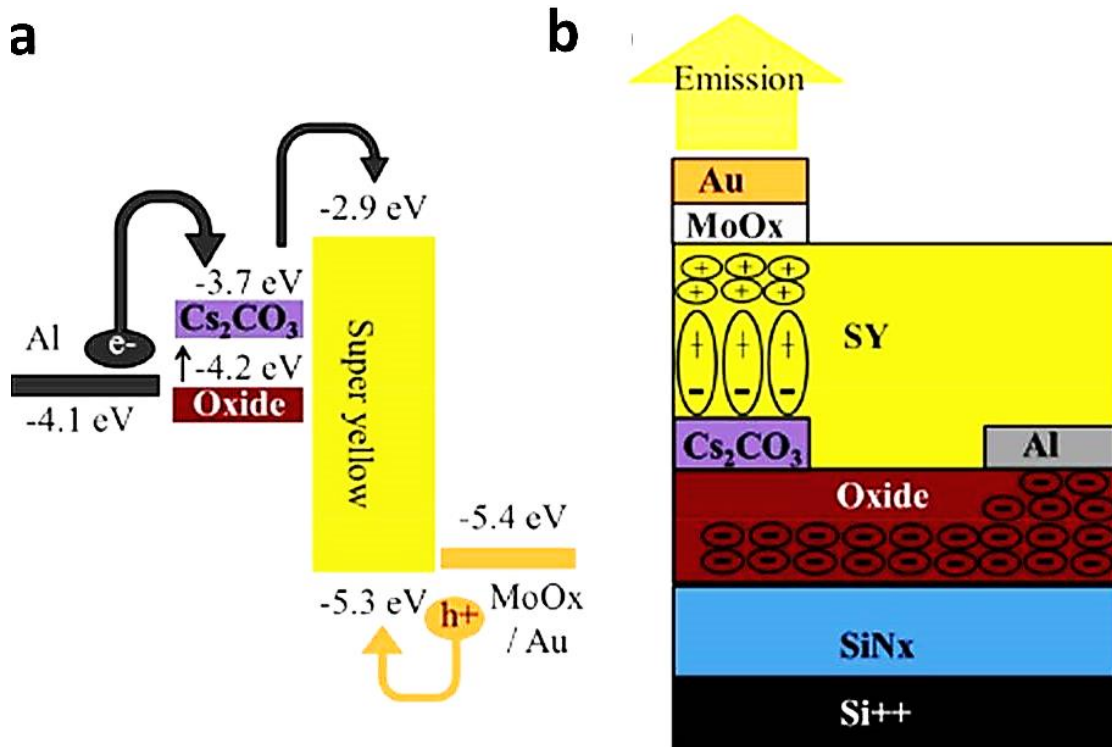 a
-2.9 eV
-3.7 eV
Cs₂CO₃
Al
e-
-4.2 eV
Oxide
-4.1 eV
Super yellow
-5.4 eV
-5.3 eV
h+
MoOx
/ Au
b
Emission
Au
MoOx
SY
Cs₂CO₃
Al
Oxide
SiNx
Si++